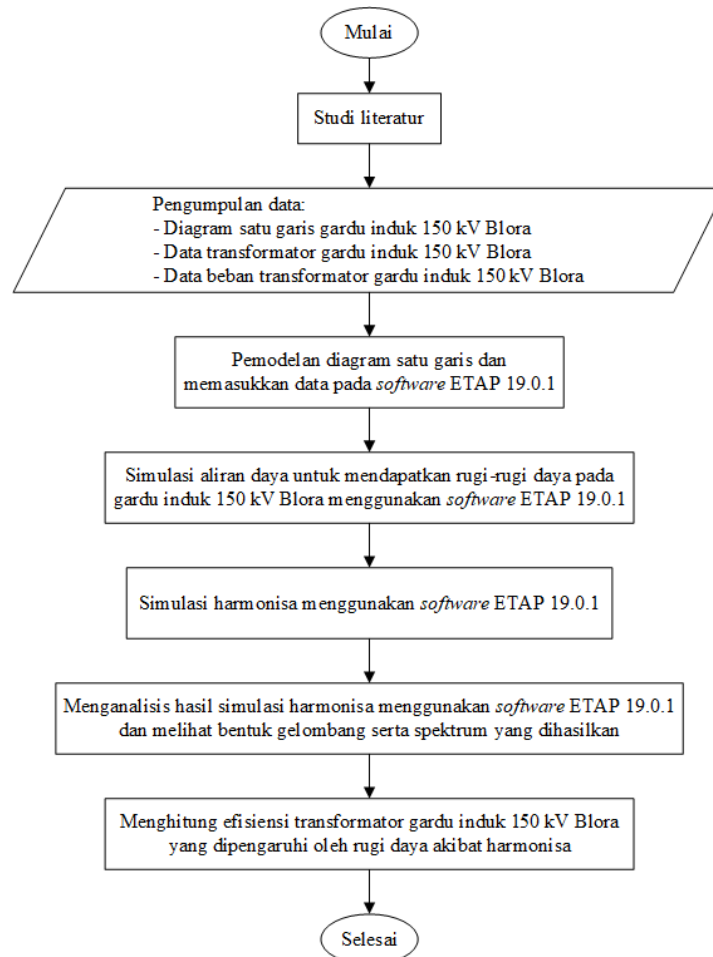 Mulai
Studi literatur
Pengumpulan data:
- Diagram satu garis gardu induk 150 kV Blora
- Data transformator gardu induk 150 kV Blora
- Data beban transformator gardu induk 150 kV Blora
Pemodelan diagram satu garis dan
memasukkan data pada software ETAP 19.0.1
Simulasi aliran daya untuk mendapatkan rugi-rugi daya pada
gardu induk 150 kV Blora menggunakan software ETAP 19.0.1
Simulasi harmonisa menggunakan software ETAP 19.0.1
Menganalisis hasil simulasi harmonisa menggunakan software ETAP 19.0.1
dan melihat bentuk gelombang serta spektrum yang dihasilkan
Menghitung efisiensi transformator gardu induk 150 kV Blora
yang dipengaruhi oleh rugi daya akibat harmonisa
Selesai